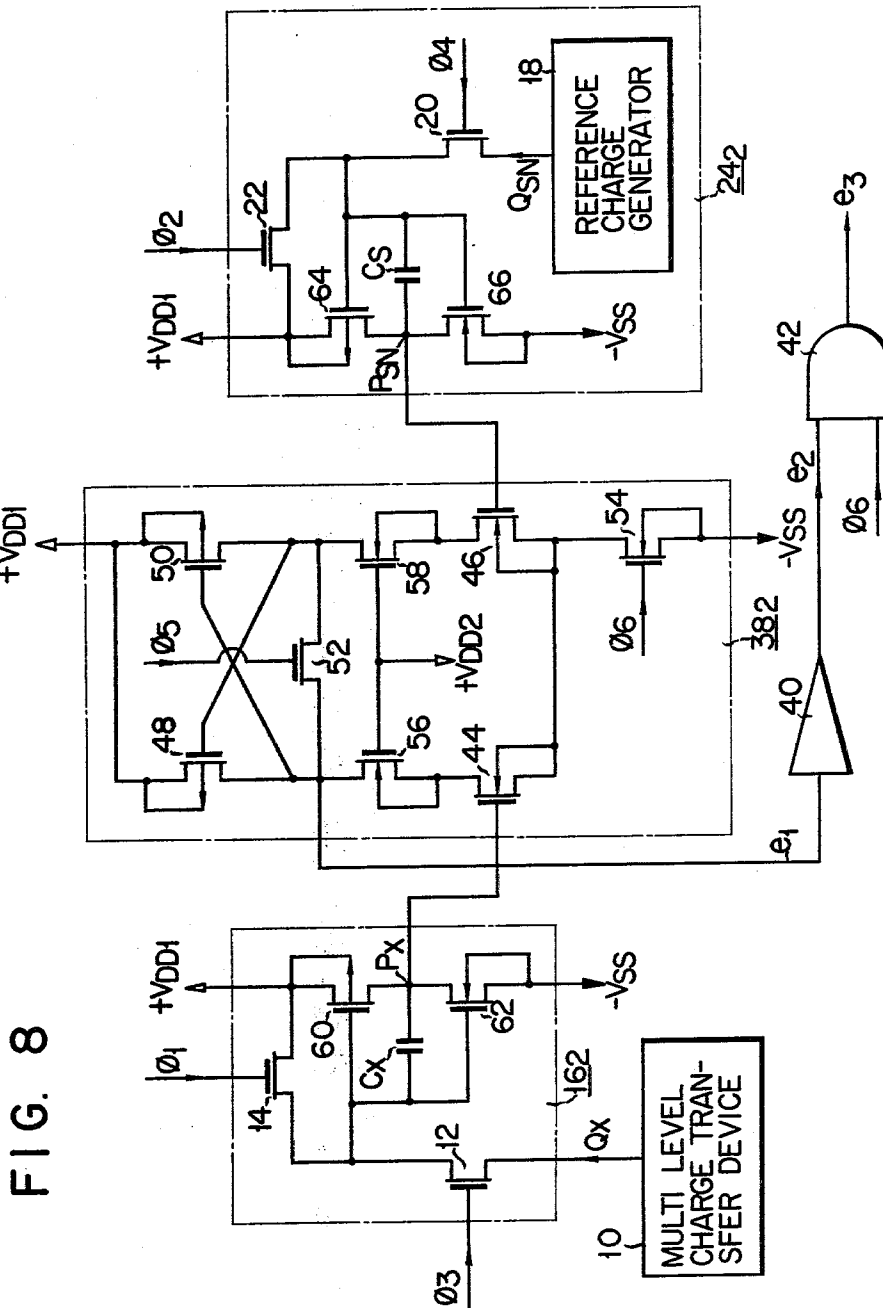 FIG. 8
+VDD1
Ø1
+VDD1
Ø5
+VDD1
Ø2
14
60
PX
CX
62
-VSS
12
Ø3
162
QX
10
MULTI LEVEL
CHARGE TRAN-
SFER DEVICE
48
50
52
56
58
+VDD2
44
46
Ø6
54
-VSS
382
22
64
CS
PSN
66
-VSS
20
Ø4
QSN
18
REFERENCE
CHARGE
GENERATOR
242
e1
40
e2
Ø6
42
e3